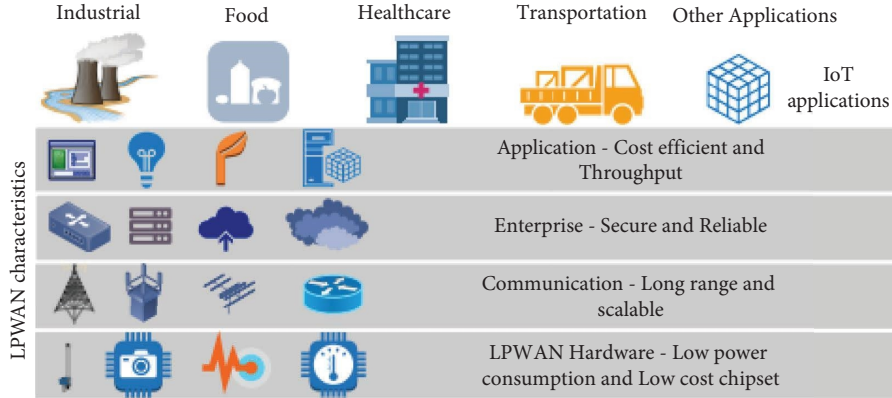 Industrial
Food
Healthcare
Transportation
Other Applications
IoT
applications
LPWAN characteristics
Application - Cost efficient and
Throughput
Enterprise - Secure and Reliable
Communication - Long range and
scalable
LPWAN Hardware - Low power
consumption and Low cost chipset